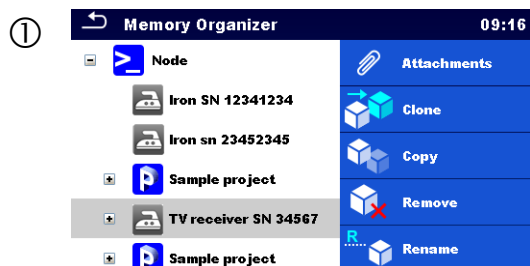 ①
Memory Organizer 09:16
Node
Iron SN 12341234
Iron sn 23452345
Sample project
TV receiver SN 34567
Sample project
Attachments
Clone
Copy
Remove
R
Rename